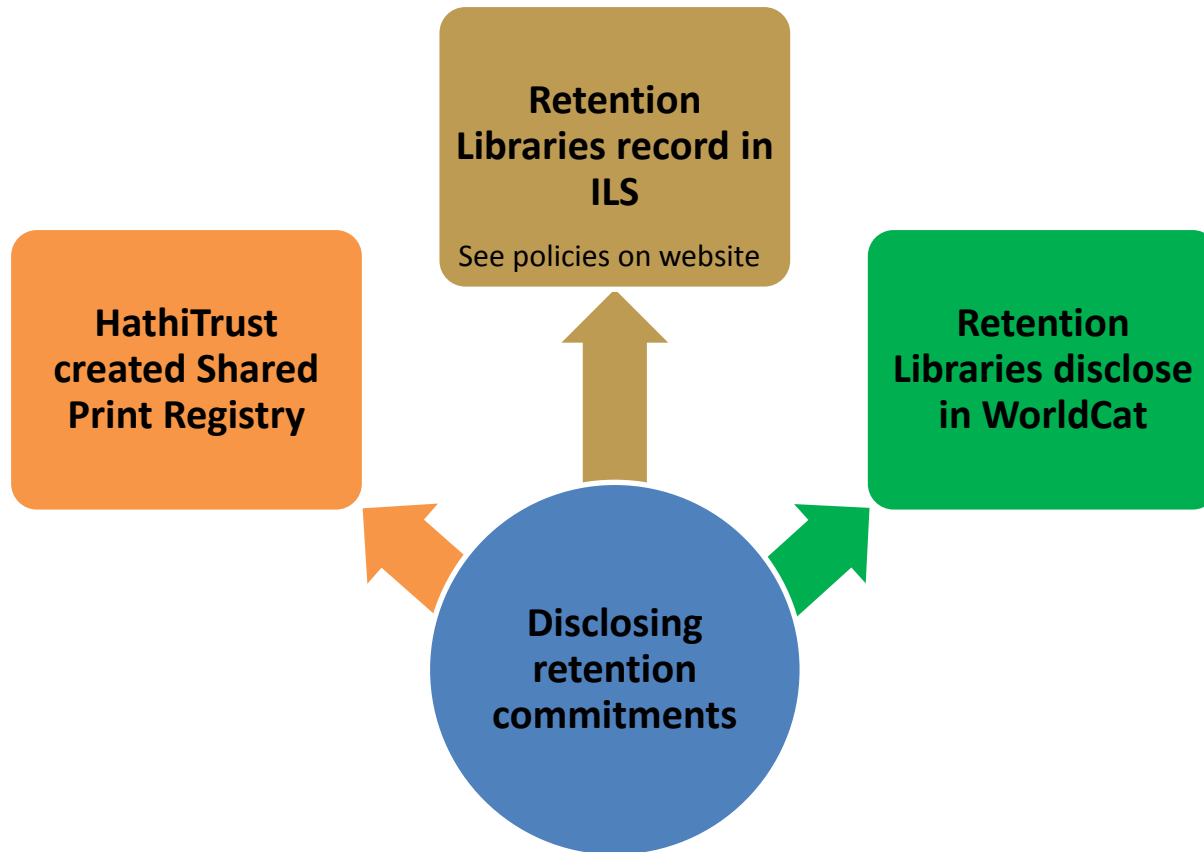 Retention
Libraries record in
ILS
See policies on website
HathiTrust
created Shared
Print Registry
Retention
Libraries disclose
in WorldCat
Disclosing
retention
commitments